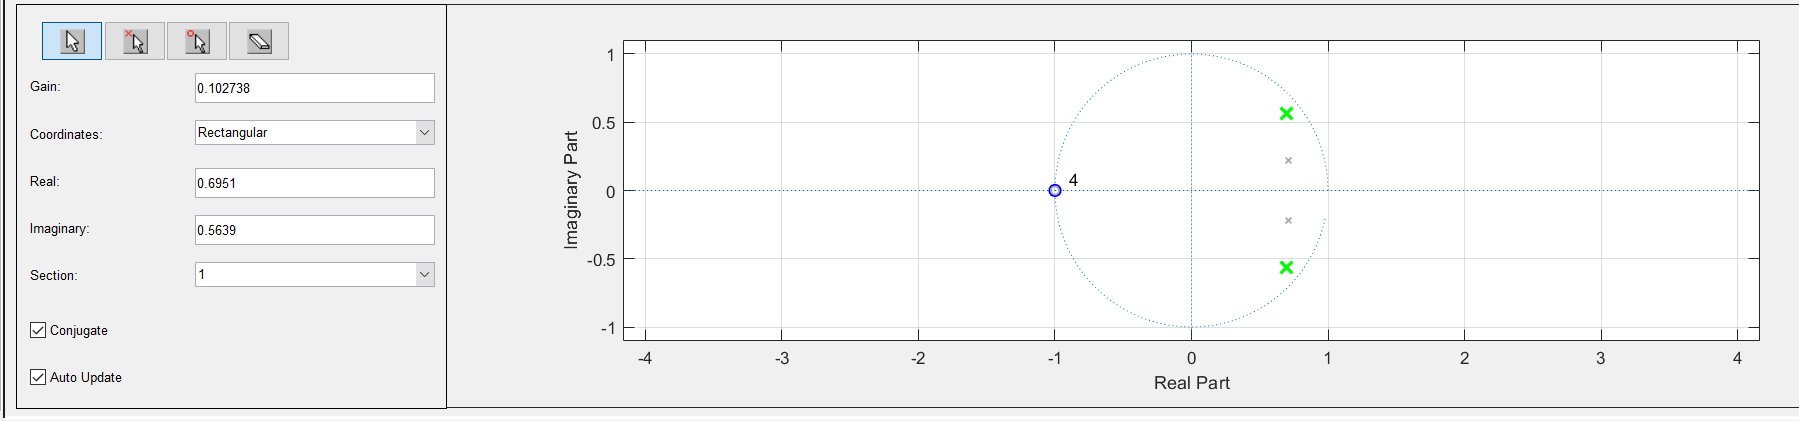 Gain:
0.102738
Coordinates:
Rectangular
Real:
0.6951
Imaginary:
0.5639
Section:
1
Conjugate
Auto Update
Imaginary Part
1
0.5
0
-0.5
-1
4
-4
-3
-2
-1
0
1
2
3
4
Real Part